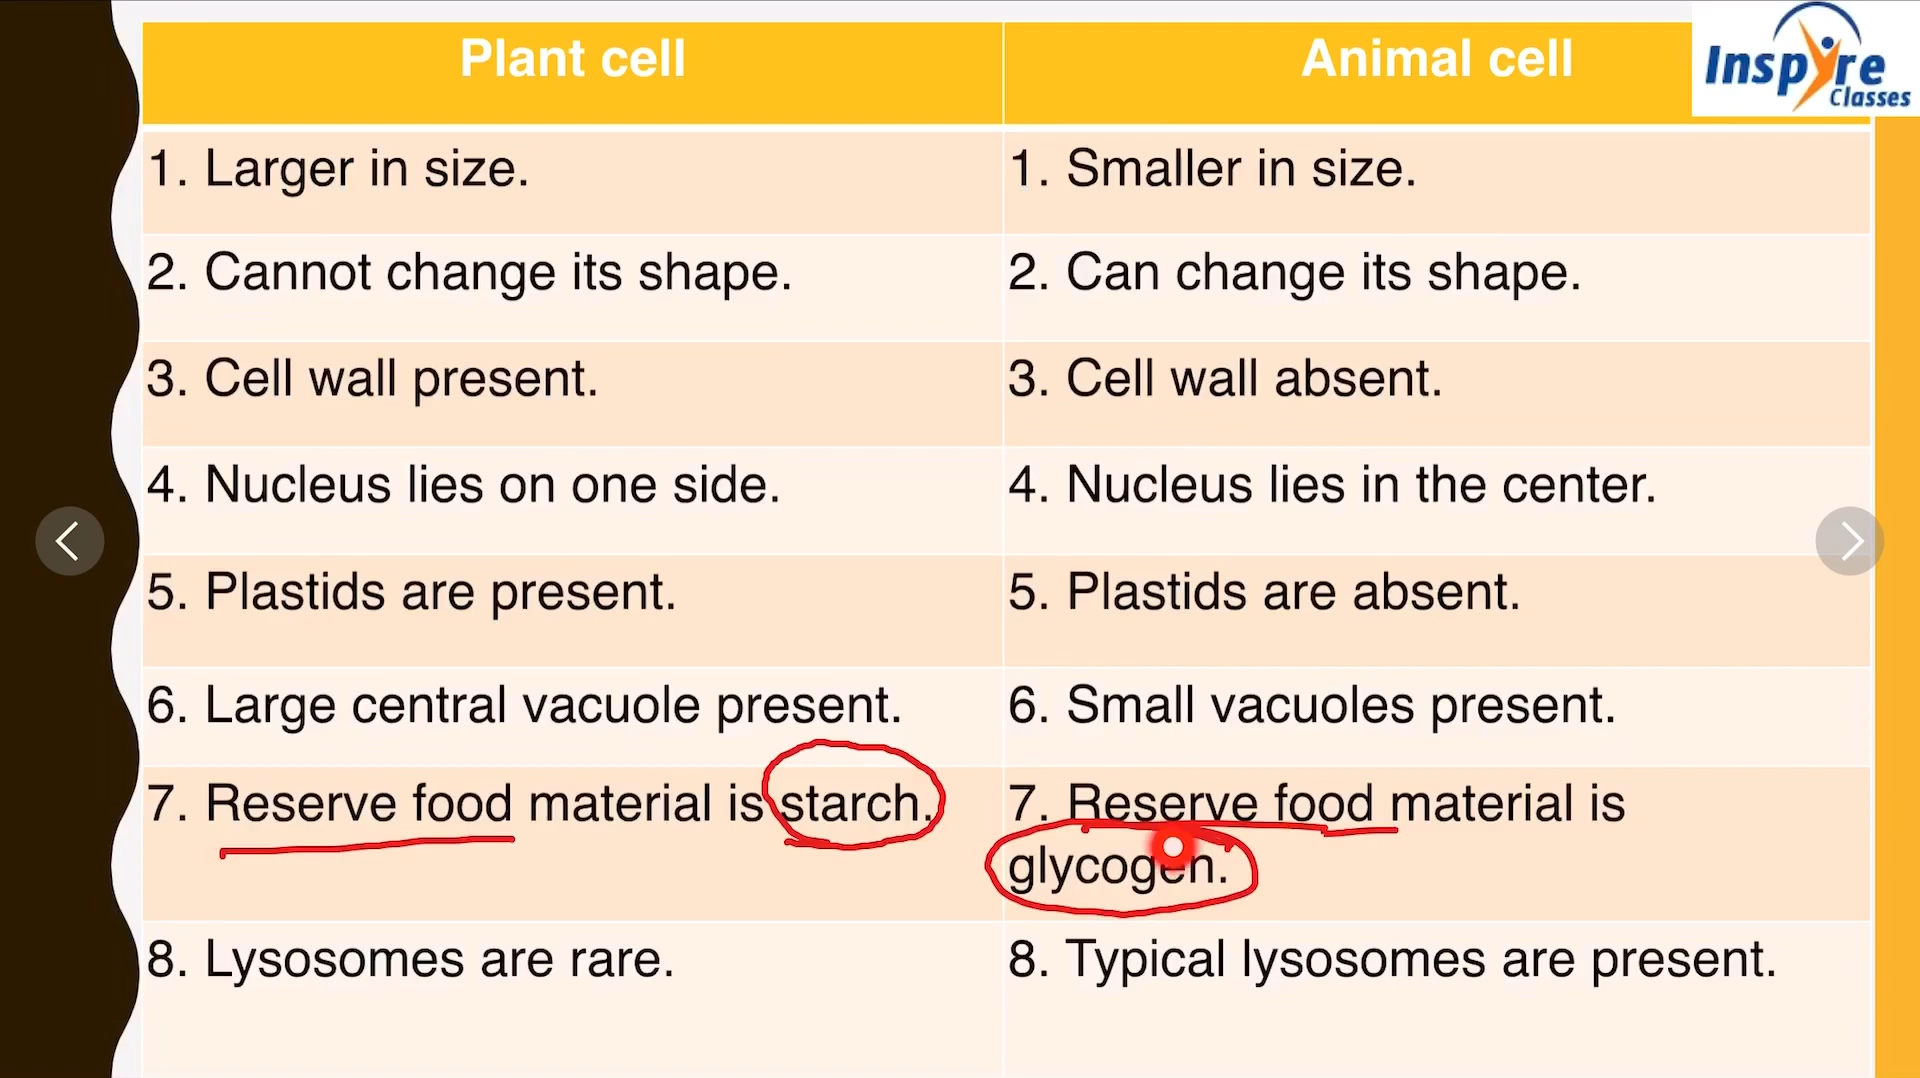 Plant cell
Animal cell
Inspyre
Classes
1. Larger in size.
1. Smaller in size.
2. Cannot change its shape.
2. Can change its shape.
3. Cell wall present.
3. Cell wall absent.
4. Nucleus lies on one side.
4. Nucleus lies in the center.
5. Plastids are present.
5. Plastids are absent.
6. Large central vacuole present.
6. Small vacuoles present.
7. Reserve food material is starch.
7. Reserve food material is
glycogen.
8. Lysosomes are rare.
8. Typical lysosomes are present.